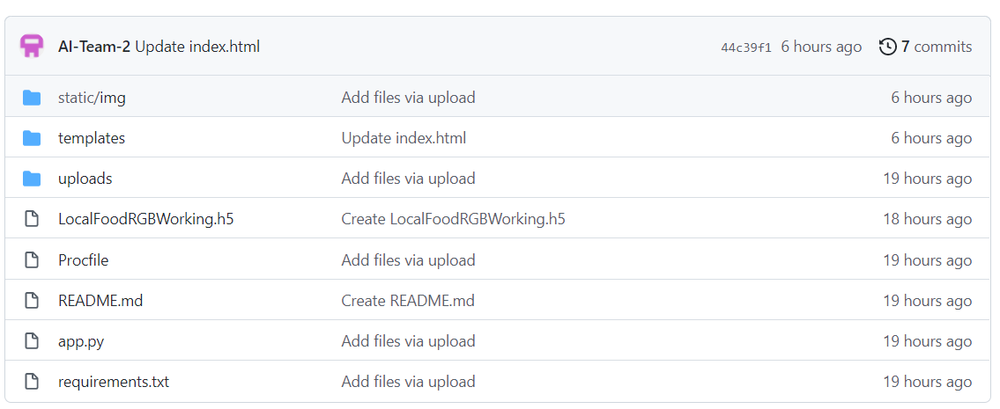 AI-Team-2 Update index.html 44c39f1 6 hours ago 7 commits
static/img Add files via upload 6 hours ago
templates Update index.html 6 hours ago
uploads Add files via upload 19 hours ago
LocalFoodRGBWorking.h5 Create LocalFoodRGBWorking.h5 18 hours ago
Procfile Add files via upload 19 hours ago
README.md Create README.md 19 hours ago
app.py Add files via upload 19 hours ago
requirements.txt Add files via upload 19 hours ago